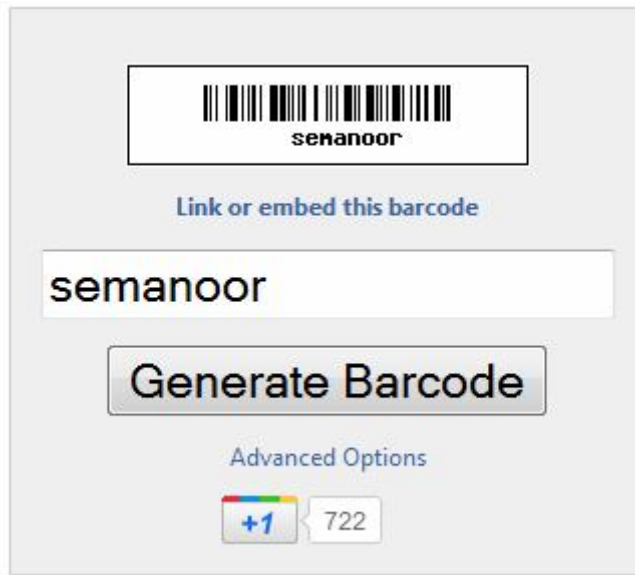 semanoor
Link or embed this barcode
semanoor
Generate Barcode
Advanced Options
+1 722